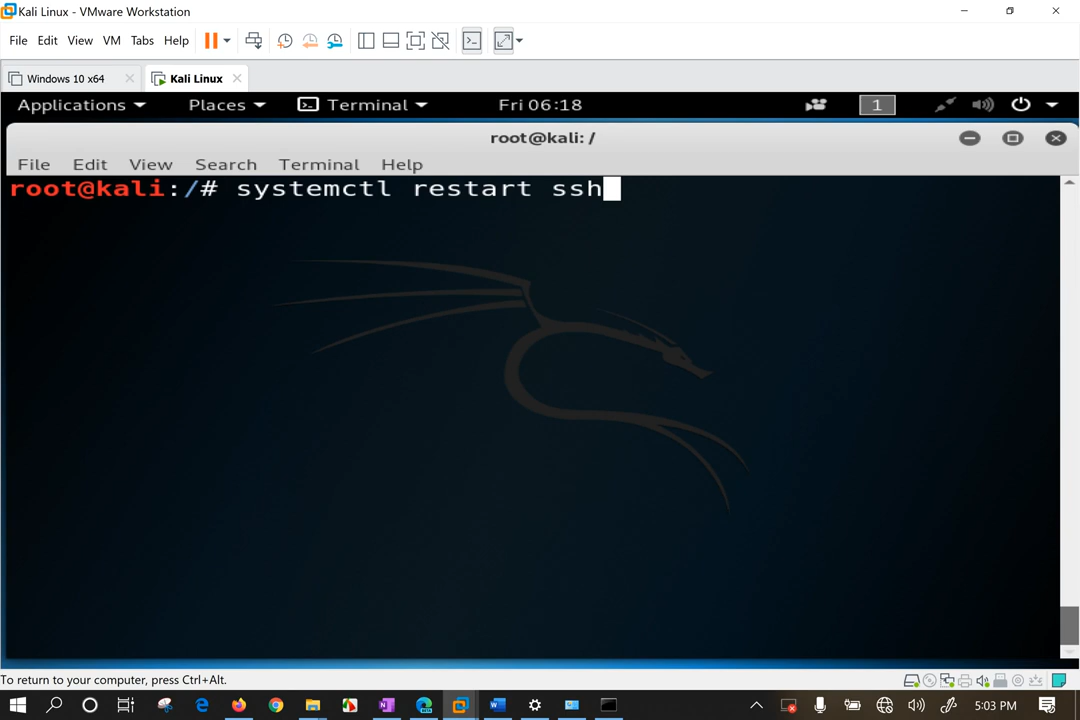 Kali Linux - VMware Workstation
File Edit View VM Tabs Help
Windows 10 x64 Kali Linux
Applications Places Terminal Fri 06:18 1
root@kali: /
File Edit View Search Terminal Help
root@kali:/# systemctl restart ssh
To return to your computer, press Ctrl+Alt.
5:03 PM